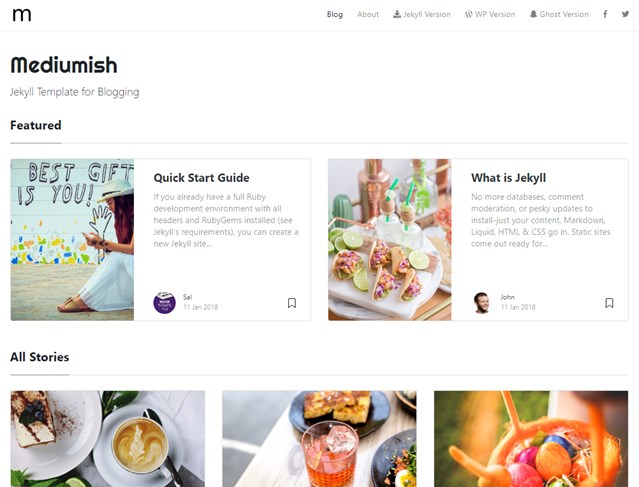 m
Blog About Jekyll Version WP Version Ghost Version
Mediumish
Jekyll Template for Blogging
Featured
BEST GIFT
IS YOU!
Quick Start Guide
If you already have a full Ruby
development environment with all
headers and RubyGems installed (see
Jekyll's requirements), you can create a
new Jekyll site...
Sal
11 Jan 2018
What is Jekyll
No more databases, comment
moderation, or pesky updates to
install-just your content. Markdown,
Liquid, HTML & CSS go in. Static sites
come out ready for...
John
11 Jan 2018
All Stories